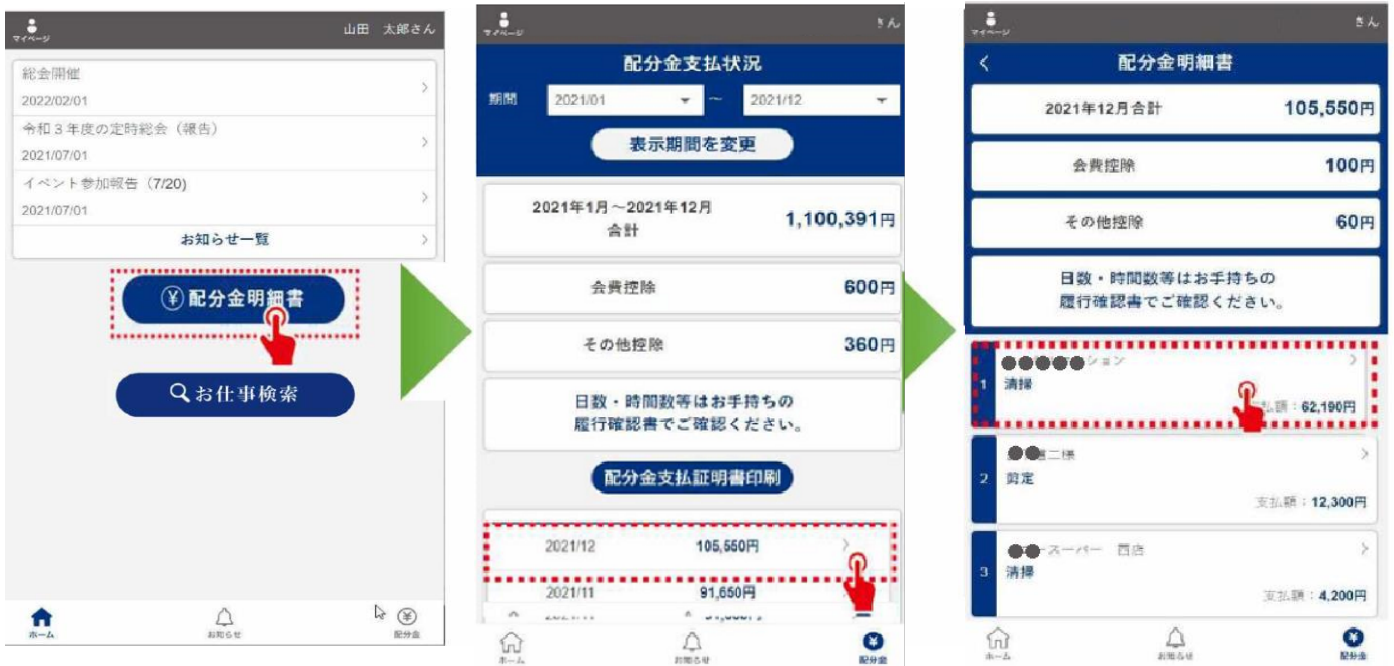 マイページ
山田 太郎さん
総会開催
2022/02/01
令和３年度の定時総会（報告）
2021/07/01
イベント参加報告（7/20)
2021/07/01
お知らせ一覧
配分金明細書
お仕事検索
ホーム
お知らせ
配分金
マイページ
さん
配分金支払状況
期間
2021/01
～
2021/12
表示期間を変更
2021年1月～2021年12月
合計
1,100,391円
会費控除
600円
その他控除
360円
日数・時間数等はお手持ちの
履行確認書でご確認ください。
配分金支払証明書印刷
2021/12
105,550円
2021/11
91,650円
ホーム
お知らせ
配分金
マイページ
さん
配分金明細書
2021年12月合計
105,550円
会費控除
100円
その他控除
60円
日数・時間数等はお手持ちの
履行確認書でご確認ください。
1
ション
清掃
支払額：62,190円
2
二様
剪定
支払額：12,300円
3
スーパー 西店
清掃
支払額：4,200円
ホーム
お知らせ
配分金